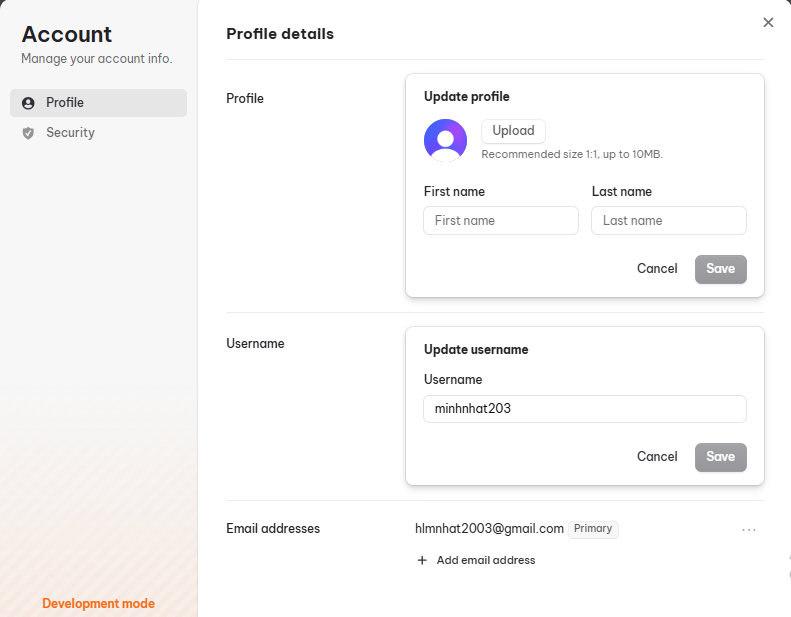 Account
Manage your account info.
Profile
Security
Development mode
Profile details
Profile
Update profile
Upload
Recommended size 1:1, up to 10MB.
First name Last name
First name Last name
Cancel Save
Username
Update username
Username
minhnhat203
Cancel Save
Email addresses hlmnhat2003@gmail.com Primary
Add email address